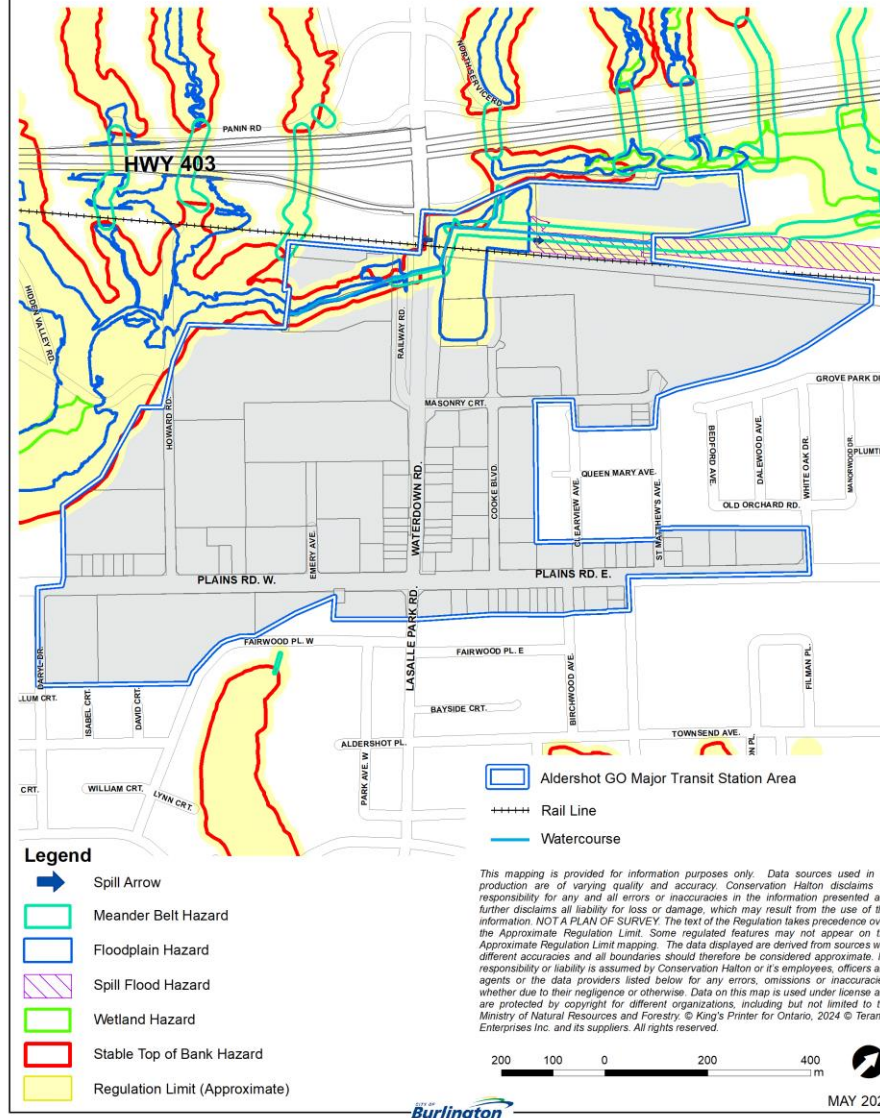 NORTH SERVICE RD
PANIN RD
HWY 403
HIDDEN VALLEY RD.
RAILWAY RD.
HOWARD RD.
MASONRY CRT.
GROVE PARK DR
BEDFORD AVE.
DALEWOOD AVE.
WHITE OAK DR.
MANORWOOD DR.
PLUMT
WATERDOWN RD.
COOKE BLVD.
CLEARVIEW AVE.
QUEEN MARY AVE.
ST MATTHEW'S AVE.
OLD ORCHARD RD.
EMERY AVE.
PLAINS RD. W.
PLAINS RD. E.
DARYL DR.
LASALLE PARK RD.
FAIRWOOD PL. W
FAIRWOOD PL. E
BIRCHWOOD AVE.
FILMAN PL.
LLUM CRT.
ISABEL CRT.
DAVID CRT.
BAYSIDE CRT.
TOWNSEND AVE.
ALDERSHOT PL.
ON PL.
CRT.
WILLIAM CRT.
LYNN CRT.
PARK AVE. W
Aldershot GO Major Transit Station Area
Rail Line
Watercourse
Legend
Spill Arrow
Meander Belt Hazard
Floodplain Hazard
Spill Flood Hazard
Wetland Hazard
Stable Top of Bank Hazard
Regulation Limit (Approximate)
This mapping is provided for information purposes only. Data sources used in
production are of varying quality and accuracy. Conservation Halton disclaims
responsibility for any and all errors or inaccuracies in the information presented a
further disclaims all liability for loss or damage, which may result from the use of th
information. NOT A PLAN OF SURVEY. The text of the Regulation takes precedence ov
the Approximate Regulation Limit. Some regulated features may not appear on t
Approximate Regulation Limit mapping. The data displayed are derived from sources w
different accuracies and all boundaries should therefore be considered approximate.
responsibility or liability is assumed by Conservation Halton or it's employees, officers a
agents or the data providers listed below for any errors, omissions or inaccuracie
whether due to their negligence or otherwise. Data on this map is used under license a
are protected by copyright for different organizations, including but not limited to t
Ministry of Natural Resources and Forestry. © King's Printer for Ontario, 2024 © Teran
Enterprises Inc. and its suppliers. All rights reserved.
200 100 0 200 400
m
CITY OF
Burlington
MAY 202